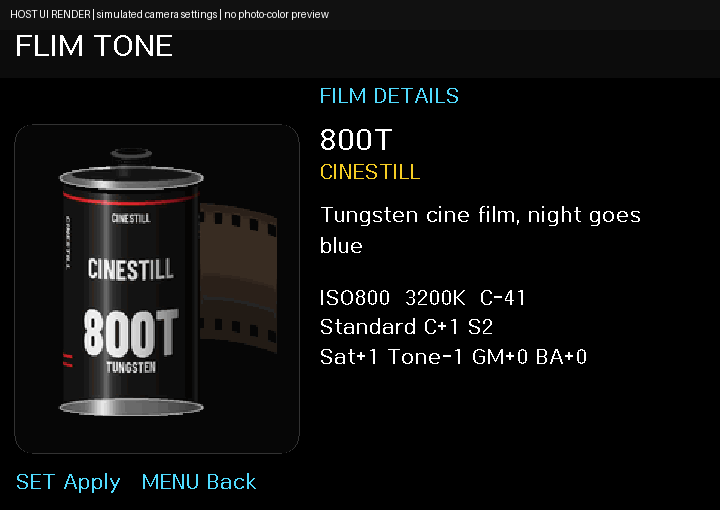 HOST UI RENDER | simulated camera settings | no photo-color preview
FLIM TONE
FILM DETAILS
800T
CINESTILL
Tungsten cine film, night goes
blue
ISO800 3200K C-41
Standard C+1 S2
Sat+1 Tone-1 GM+0 BA+0
CINESTILL
CINESTILL
CINESTILL
800T
TUNGSTEN
SET Apply MENU Back